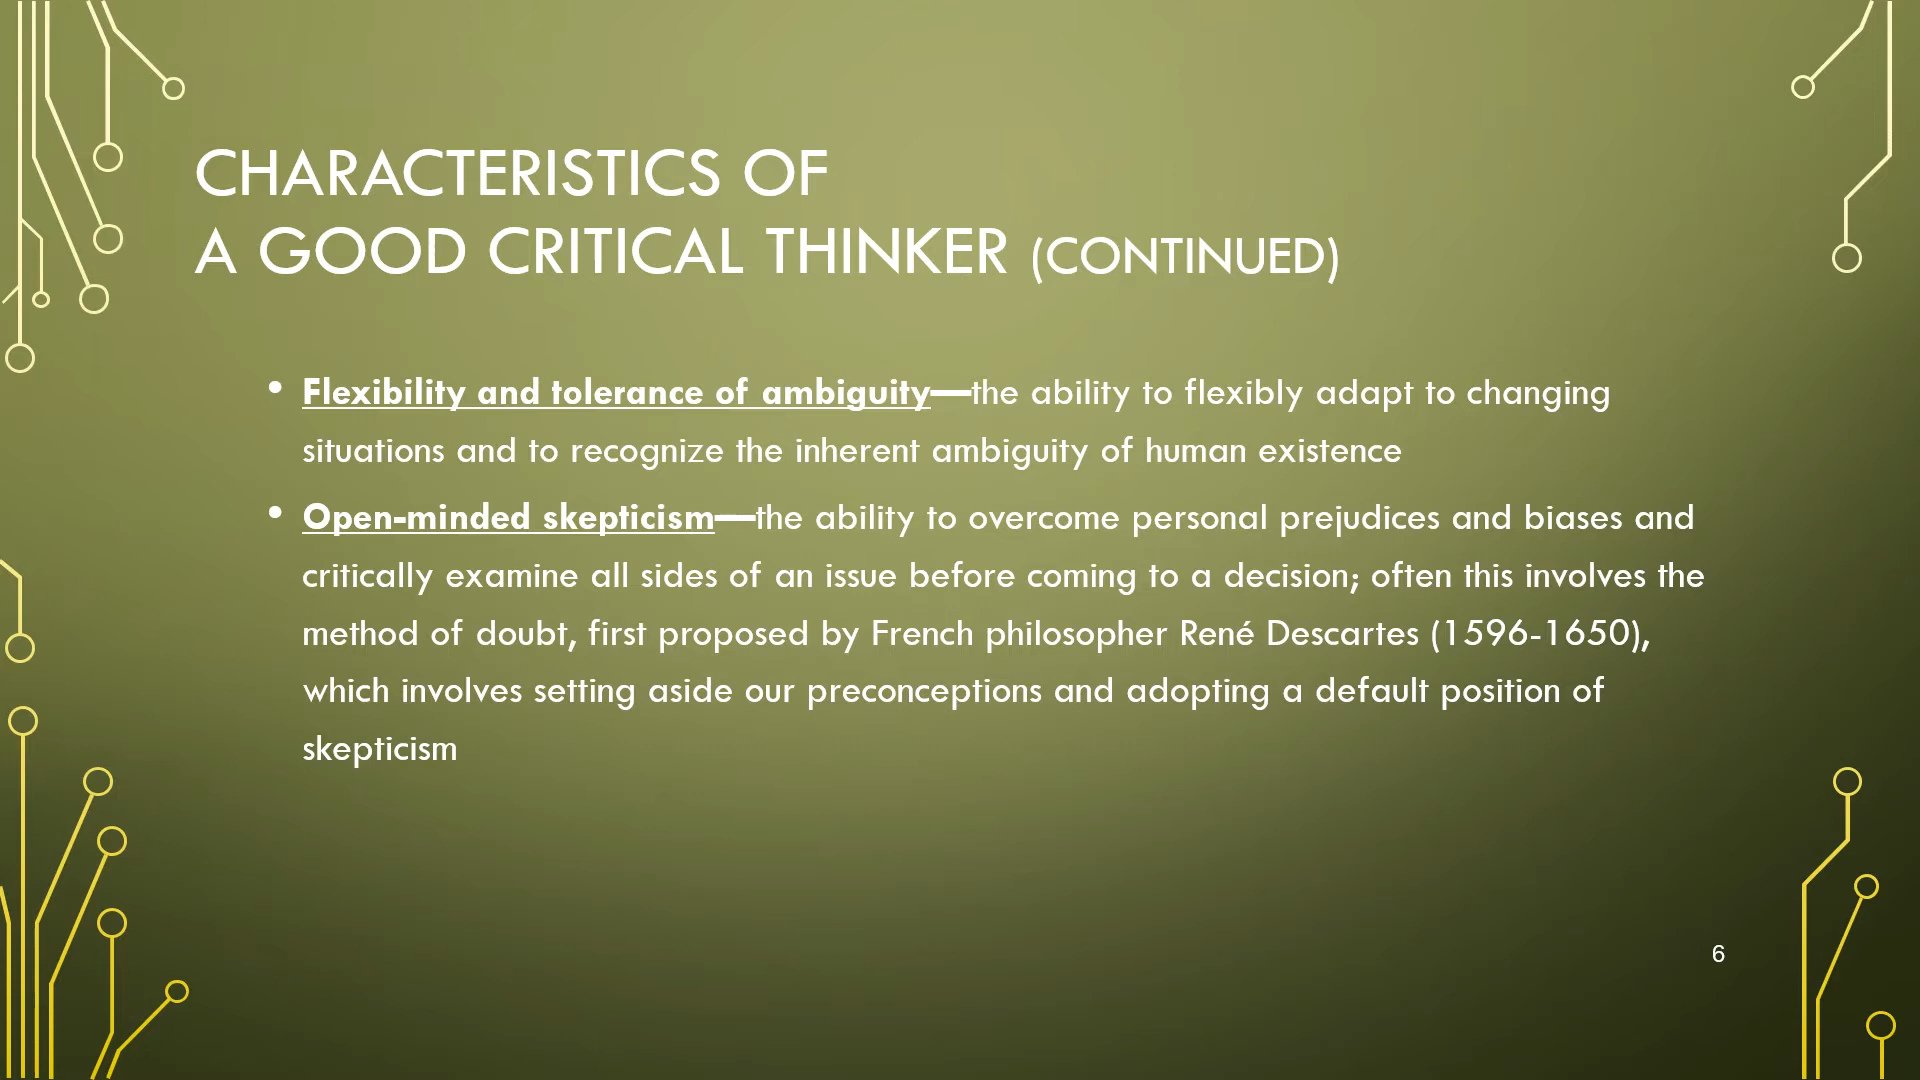 CHARACTERISTICS OF
A GOOD CRITICAL THINKER (CONTINUED)
• Flexibility and tolerance of ambiguity—the ability to flexibly adapt to changing
situations and to recognize the inherent ambiguity of human existence
• Open-minded skepticism—the ability to overcome personal prejudices and biases and
critically examine all sides of an issue before coming to a decision; often this involves the
method of doubt, first proposed by French philosopher René Descartes (1596-1650),
which involves setting aside our preconceptions and adopting a default position of
skepticism
6